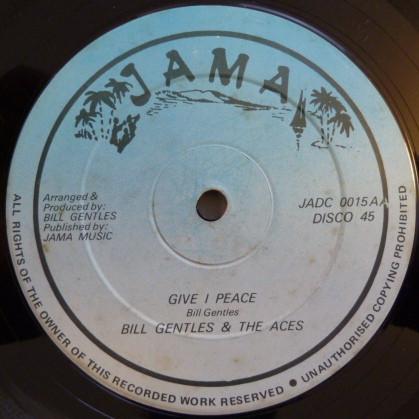 JAMA
Arranged &
Produced by:
BILL GENTLES
Published by:
JAMA MUSIC
JADC 0015AA
DISCO 45
GIVE I PEACE
Bill Gentles
BILL GENTLES & THE ACES
ALL RIGHTS OF THE OWNER OF THIS RECORDED WORK RESERVED ● UNAUTHORISED COPYING PROHIBITED